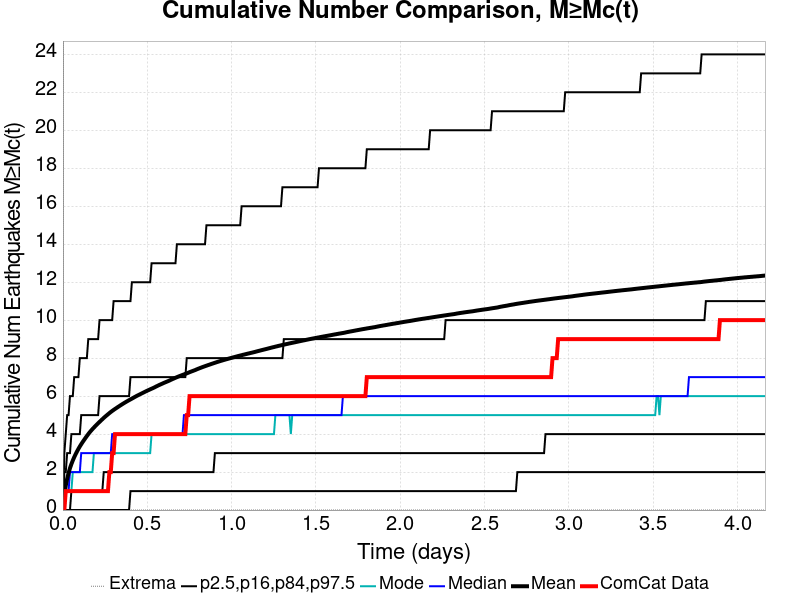 Cumulative Number Comparison, M≥Mc(t)
Cumulative Num Earthquakes M≥Mc(t)
24
22
20
18
16
14
12
10
8
6
4
2
0
0.0 0.5 1.0 1.5 2.0 2.5 3.0 3.5 4.0
Time (days)
Extrema p2.5,p16,p84,p97.5 Mode Median Mean ComCat Data